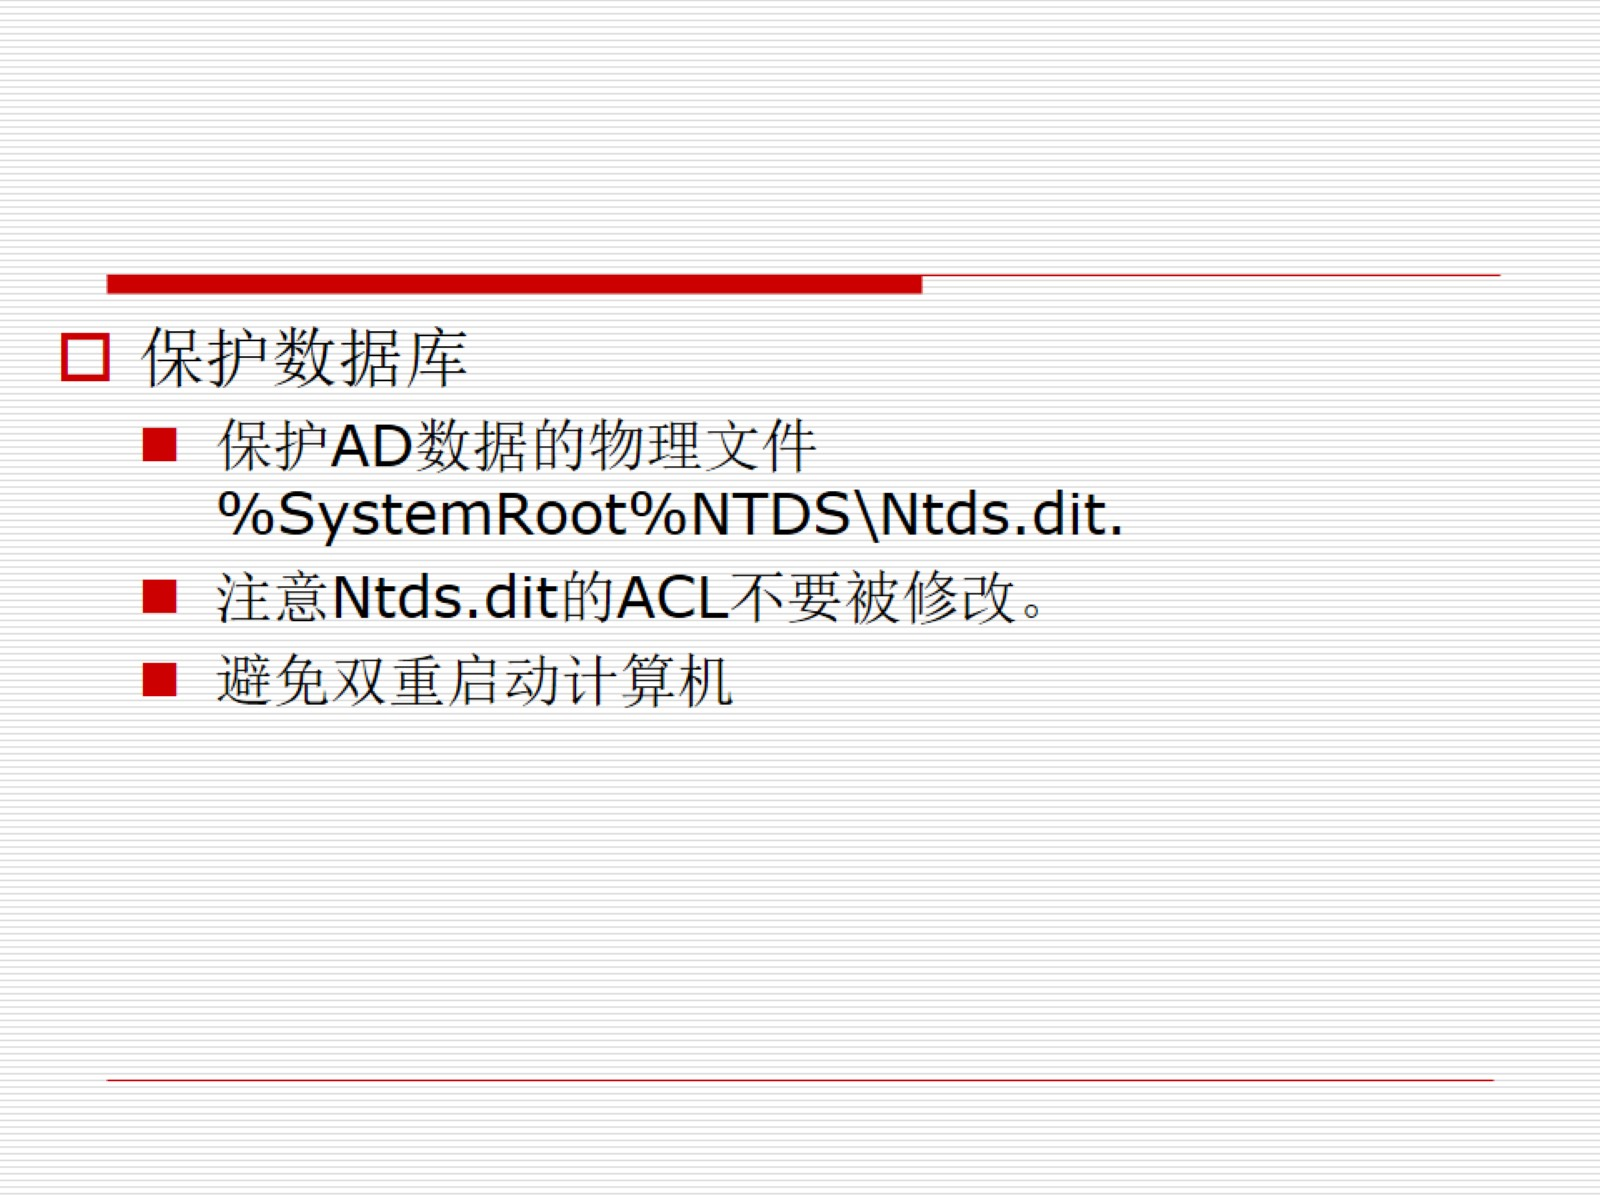 保护数据库
保护AD数据的物理文件
%SystemRoot%NTDS\Ntds.dit.
注意Ntds.dit的ACL不要被修改。
避免双重启动计算机